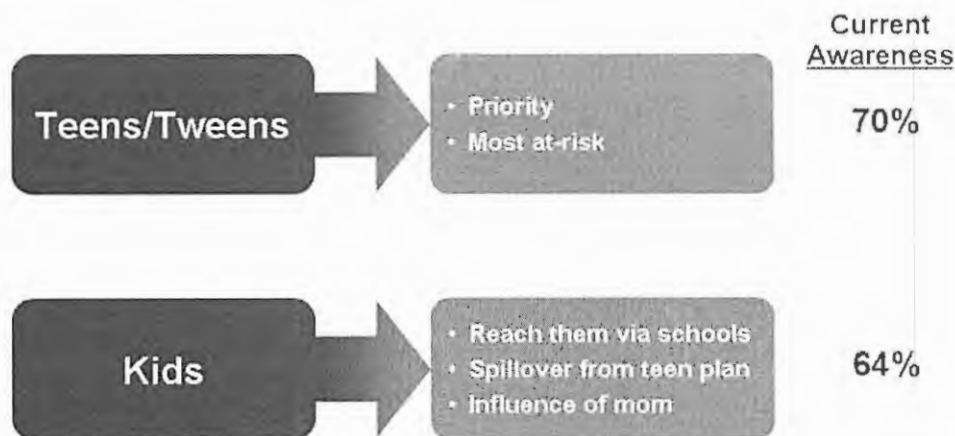 Current
Awareness
Teens/Tweens
• Priority
• Most at-risk
70%
Kids
• Reach them via schools
• Spillover from teen plan
• Influence of mom
64%